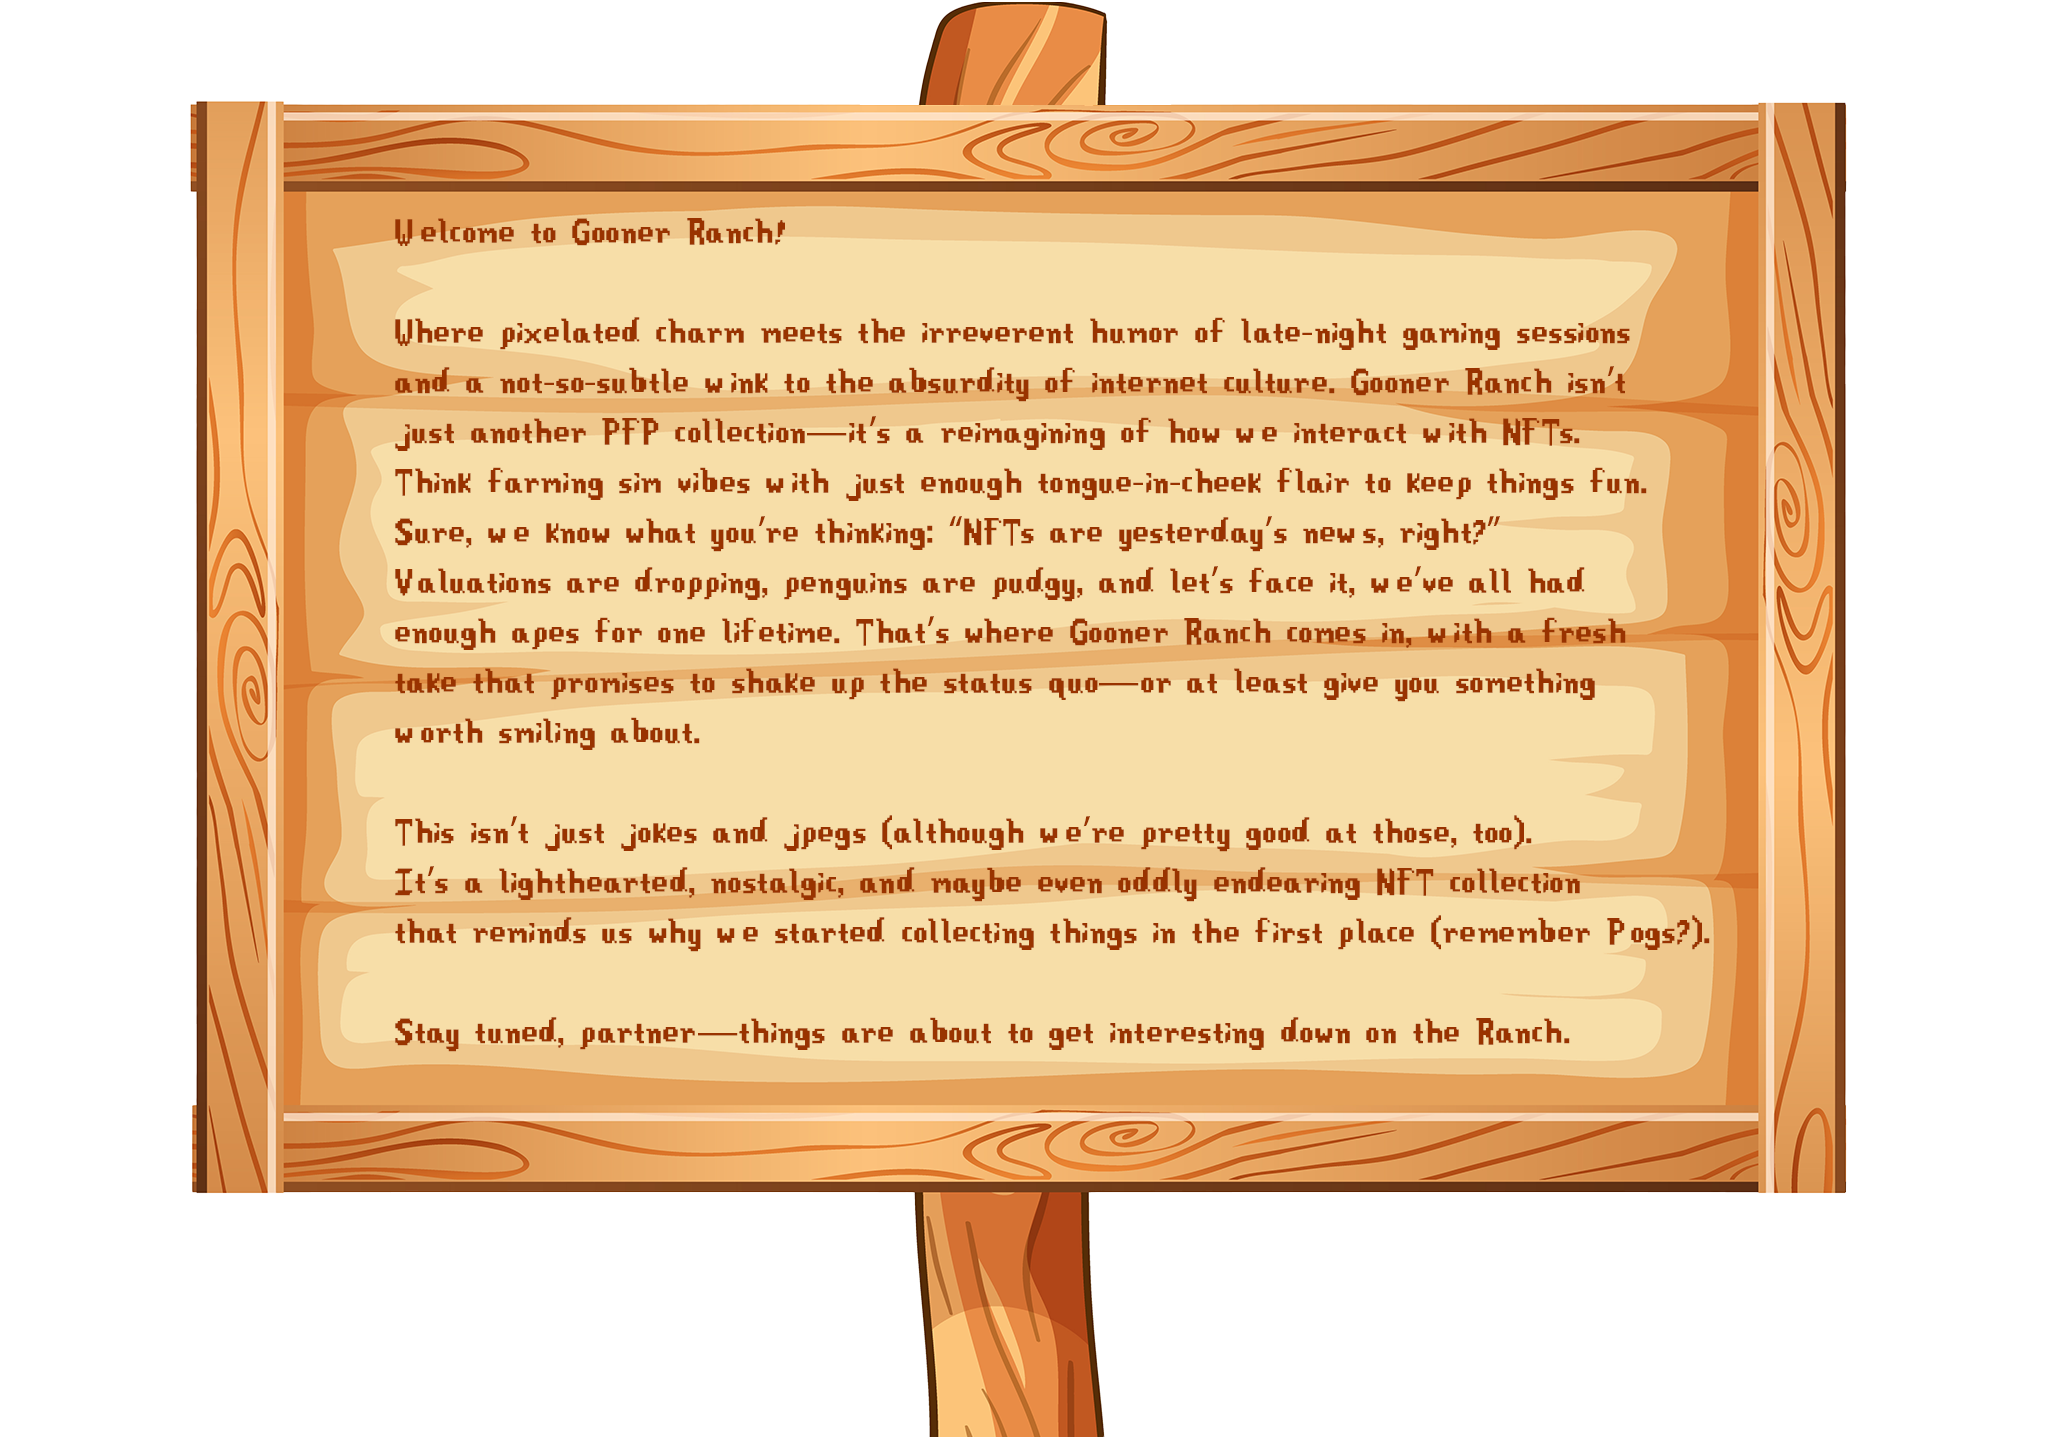 Welcome to Gooner Ranch!
Where pixelated charm meets the irreverent humor of late-night gaming sessions
and a not-so-subtle wink to the absurdity of internet culture. Gooner Ranch isn't
just another PFP collection—it's a reimagining of how we interact with NFTs.
Think farming sim vibes with just enough tongue-in-cheek flair to keep things fun.
Sure, we know what you're thinking: “NFTs are yesterday's news, right?”
Valuations are dropping, penguins are pudgy, and let's face it, we've all had
enough apes for one lifetime. That's where Gooner Ranch comes in, with a fresh
take that promises to shake up the status quo—or at least give you something
worth smiling about.
This isn't just jokes and jpegs (although we're pretty good at those, too).
It's a lighthearted, nostalgic, and maybe even oddly endearing NFT collection
that reminds us why we started collecting things in the first place (remember Pogs?).
Stay tuned, partner—things are about to get interesting down on the Ranch.